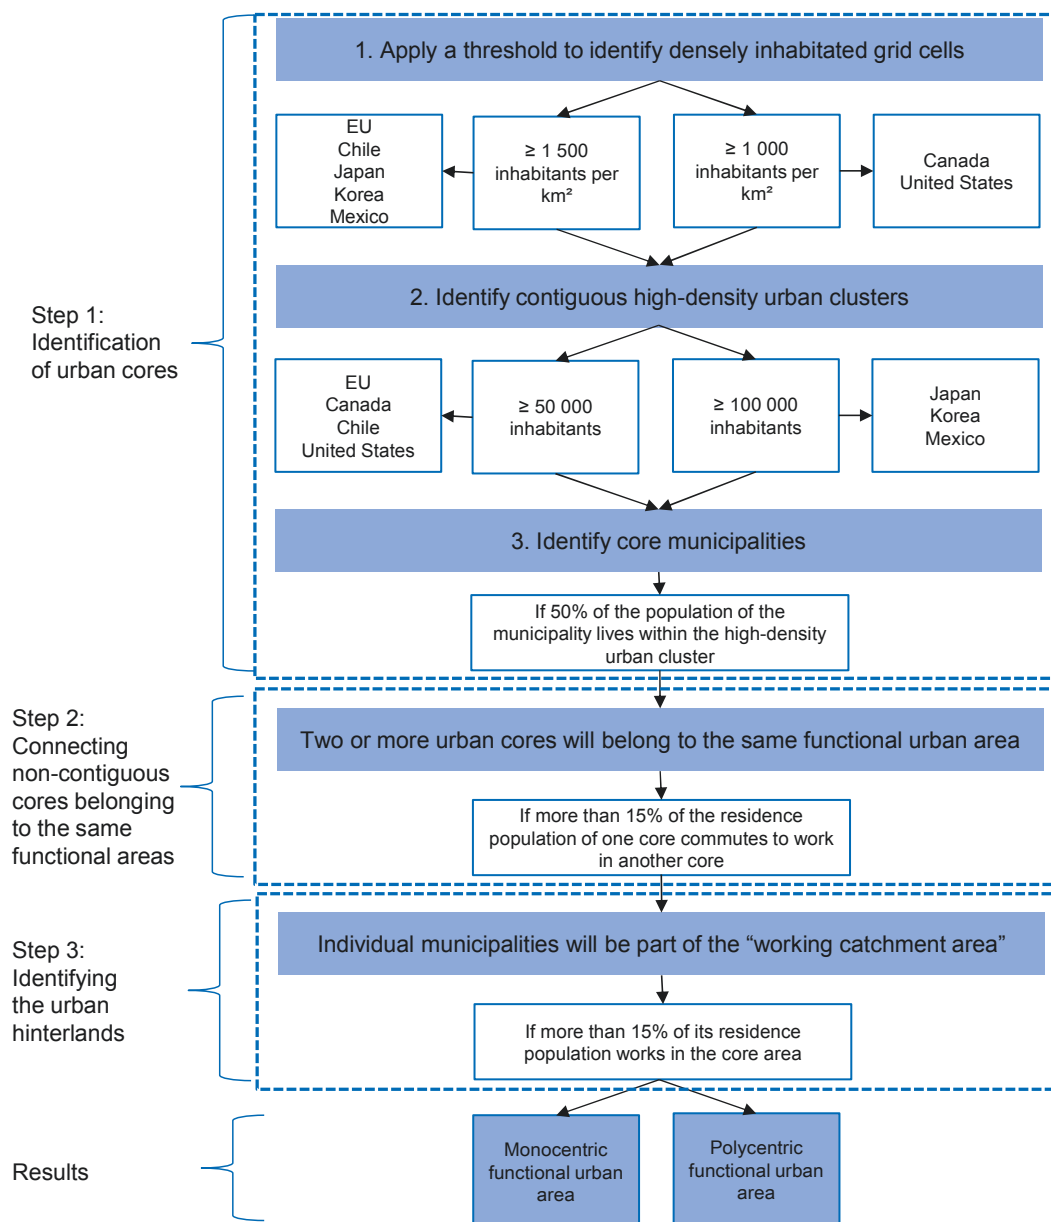 1. Apply a threshold to identify densely inhabitated grid cells
EU
Chile
Japan
Korea
Mexico
≥ 1 500
inhabitants per
km²
≥ 1 000
inhabitants per
km²
Canada
United States
2. Identify contiguous high-density urban clusters
Step 1:
Identification
of urban cores
EU
Canada
Chile
United States
≥ 50 000
inhabitants
≥ 100 000
inhabitants
Japan
Korea
Mexico
3. Identify core municipalities
If 50% of the population of the
municipality lives within the high-density
urban cluster
Step 2:
Connecting
non-contiguous
cores belonging
to the same
functional areas
Two or more urban cores will belong to the same functional urban area
If more than 15% of the residence
population of one core commutes to work
in another core
Step 3:
Identifying
the urban
hinterlands
Individual municipalities will be part of the “working catchment area”
If more than 15% of its residence
population works in the core area
Results
Monocentric
functional urban
area
Polycentric
functional urban
area